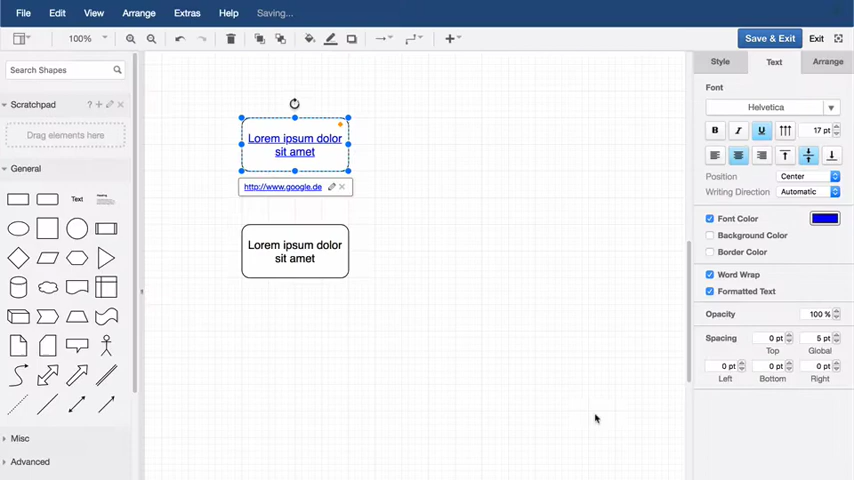 File Edit View Arrange Extras Help Saving...
100% Save & Exit Exit
Search Shapes
Scratchpad ?
Drag elements here
General
Text
Heading
Misc
Advanced
Lorem ipsum dolor
sit amet
http://www.google.de
Lorem ipsum dolor
sit amet
Style Text Arrange
Font
Helvetica
B I U 17 pt
Position Center
Writing Direction Automatic
Font Color
Background Color
Border Color
Word Wrap
Formatted Text
Opacity 100 %
Spacing 0 pt 5 pt
Top Global
0 pt 0 pt 0 pt
Left Bottom Right